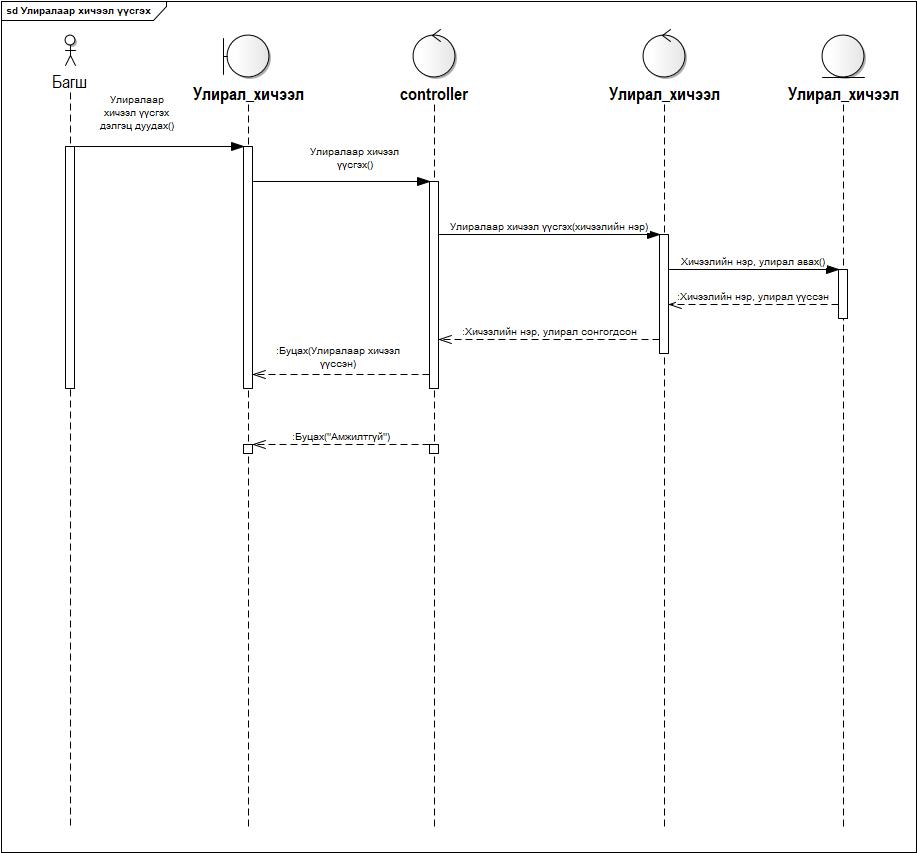 sd Улиралаар хичээл үүсгэх
Багш
Улирал_хичээл
controller
Улирал_хичээл
Улирал_хичээл
Улиралаар
хичээл үүсгэх
дэлгэц дуудах()
Улиралаар хичээл
үүсгэх()
Улиралаар хичээл үүсгэх(хичээлийн нэр)
Хичээлийн нэр, улирал авах()
:Хичээлийн нэр, улирал үүссэн
:Хичээлийн нэр, улирал сонгогдсон
:Буцах(Улиралаар хичээл
үүссэн)
:Буцах("Амжилтгүй")